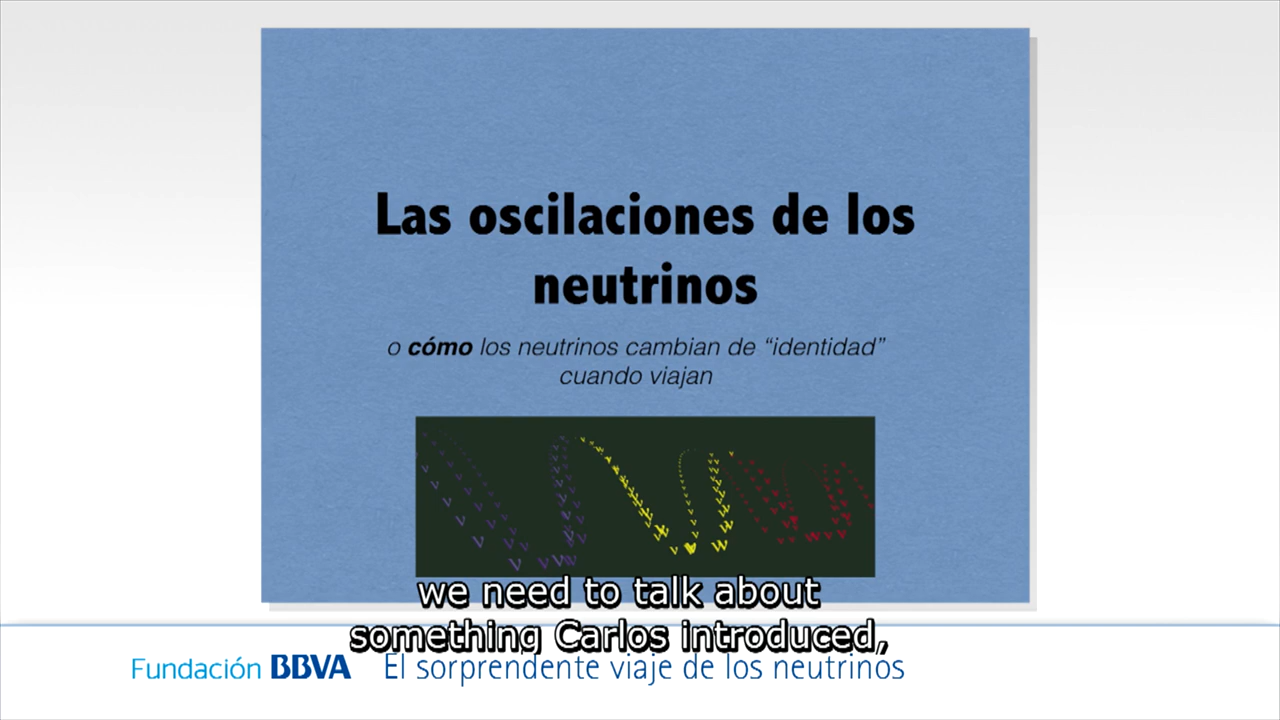 Las oscilaciones de los
neutrinos
o cómo los neutrinos cambian de “identidad”
cuando viajan
we need to talk about
something Carlos introduced,
Fundación BBVA El sorprendente viaje de los neutrinos